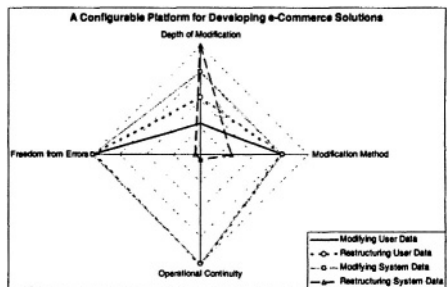 A Configurable Platform for Developing e-Commerce Solutions
Depth of Modification
Freedom from Errors
Modification Method
Operational Continuity
Modifying User Data
Restructuring User Data
Modifying System Data
Restructuring System Data